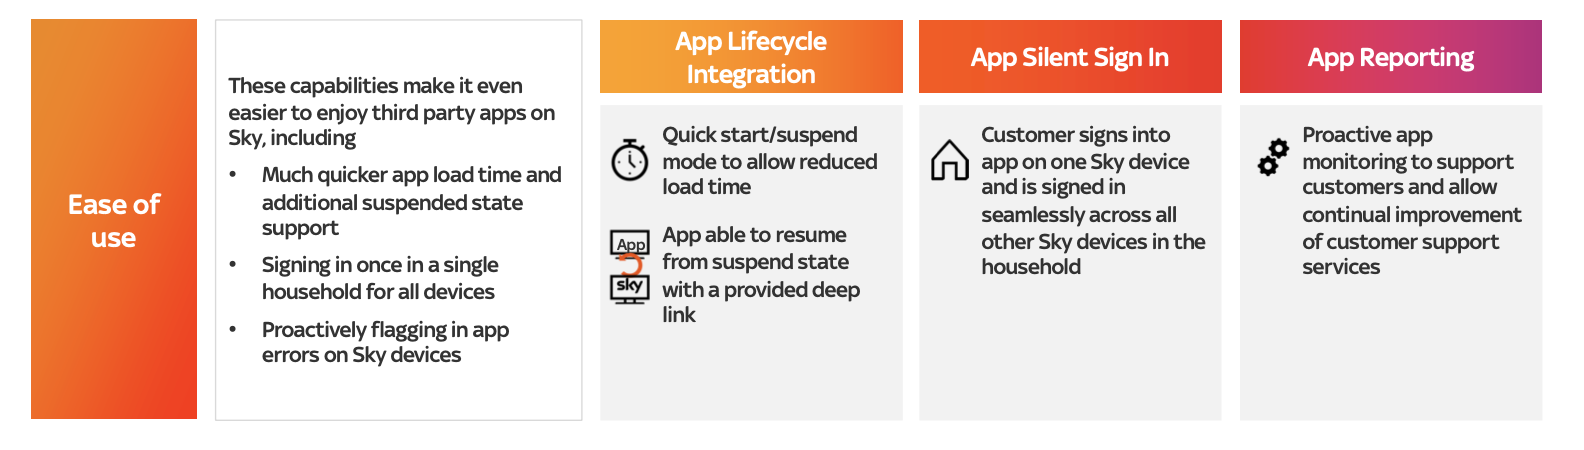 Ease of
use
These capabilities make it even
easier to enjoy third party apps on
Sky, including
• Much quicker app load time and
additional suspended state
support
• Signing in once in a single
household for all devices
• Proactively flagging in app
errors on Sky devices
App Lifecycle
Integration
Quick start/suspend
mode to allow reduced
load time
App
sky
App able to resume
from suspend state
with a provided deep
link
App Silent Sign In
Customer signs into
app on one Sky device
and is signed in
seamlessly across all
other Sky devices in the
household
App Reporting
Proactive app
monitoring to support
customers and allow
continual improvement
of customer support
services